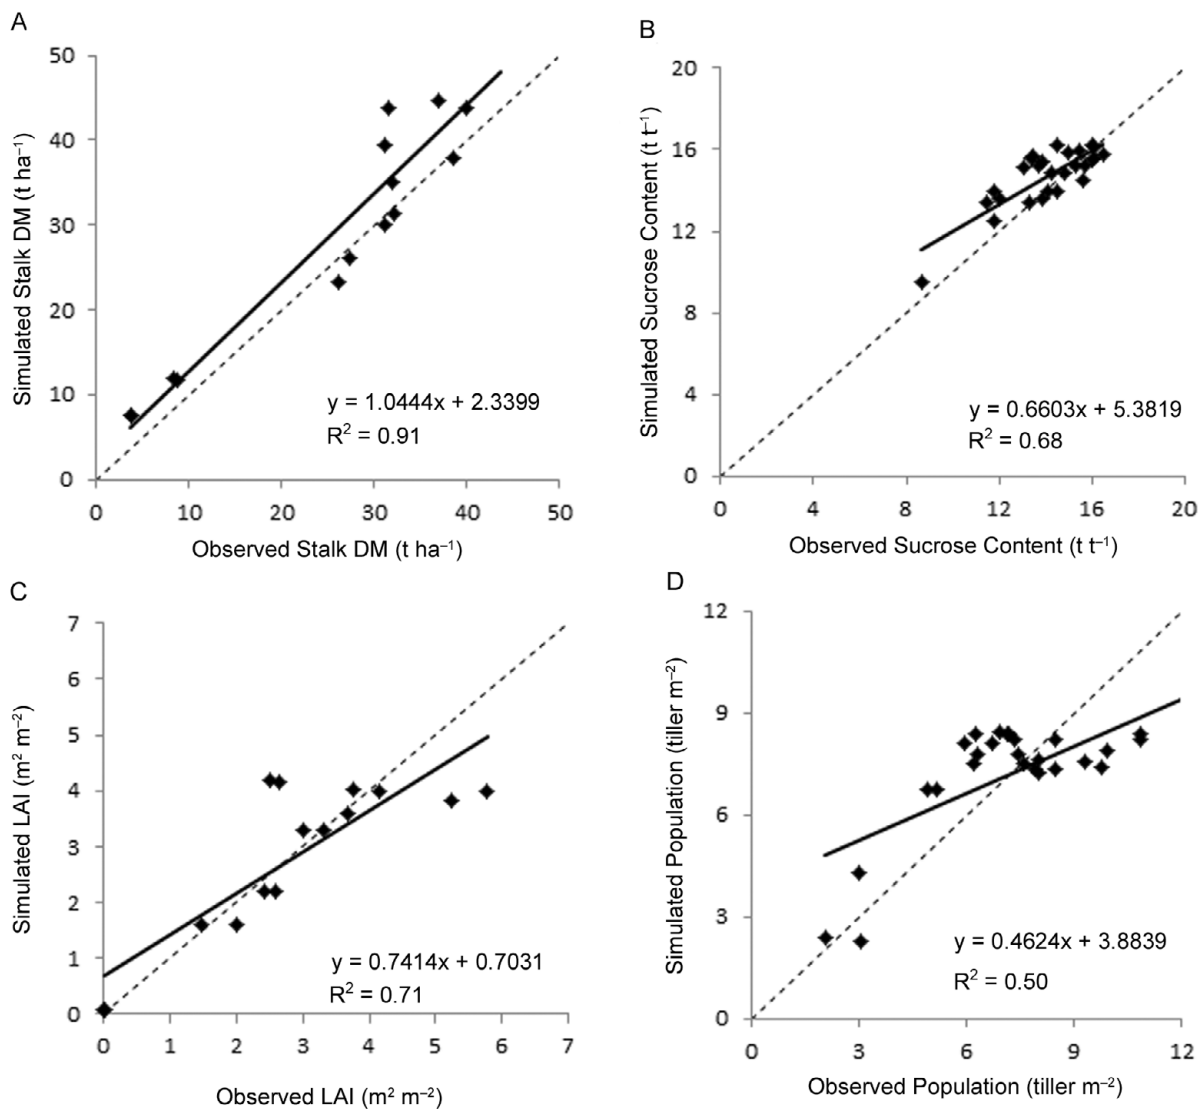 A
Simulated Stalk DM (t ha⁻¹)
50
40
30
20
10
0
y = 1.0444x + 2.3399
R² = 0.91
0 10 20 30 40 50
Observed Stalk DM (t ha⁻¹)
B
Simulated Sucrose Content (t t⁻¹)
20
16
12
8
4
0
y = 0.6603x + 5.3819
R² = 0.68
0 4 8 12 16 20
Observed Sucrose Content (t t⁻¹)
C
Simulated LAI (m² m⁻²)
7
6
5
4
3
2
1
0
y = 0.7414x + 0.7031
R² = 0.71
0 1 2 3 4 5 6 7
Observed LAI (m² m⁻²)
D
Simulated Population (tiller m⁻²)
12
9
6
3
0
y = 0.4624x + 3.8839
R² = 0.50
0 3 6 9 12
Observed Population (tiller m⁻²)